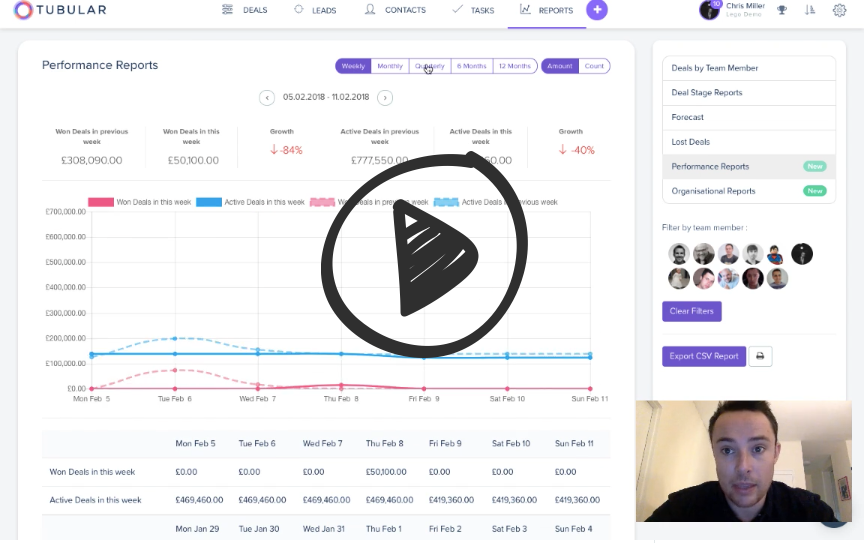 TUBULAR
DEALS LEADS CONTACTS TASKS REPORTS +
10 Chris Miller
Lego Demo
Performance Reports
Weekly Monthly 6 Months 12 Months Amount Count
05.02.2018 - 11.02.2018
Won Deals in previous week Won Deals in this week Growth Active Deals in previous week Active Deals in this week Growth
£308,090.00 £50,100.00 -84% £777,550.00 -40%
Won Deals in this week Active Deals in this week Won Deals in previous week Active Deals in previous week
£700,000.00
£600,000.00
£500,000.00
£400,000.00
£300,000.00
£200,000.00
£100,000.00
£0.00
Mon Feb 5 Tue Feb 6 Wed Feb 7 Thu Feb 8 Fri Feb 9 Sat Feb 10 Sun Feb 11
Mon Feb 5 Tue Feb 6 Wed Feb 7 Thu Feb 8 Fri Feb 9 Sat Feb 10 Sun Feb 11
Won Deals in this week £0.00 £0.00 £0.00 £50,100.00 £0.00 £0.00 £0.00
Active Deals in this week £469,460.00 £469,460.00 £469,460.00 £469,460.00 £419,360.00 £419,360.00 £419,360.00
Mon Jan 29 Tue Jan 30 Wed Jan 31 Thu Feb 1 Fri Feb 2 Sat Feb 3 Sun Feb 4
Deals by Team Member
Deal Stage Reports
Forecast
Lost Deals
Performance Reports New
Organisational Reports New
Filter by team member :
Clear Filters
Export CSV Report